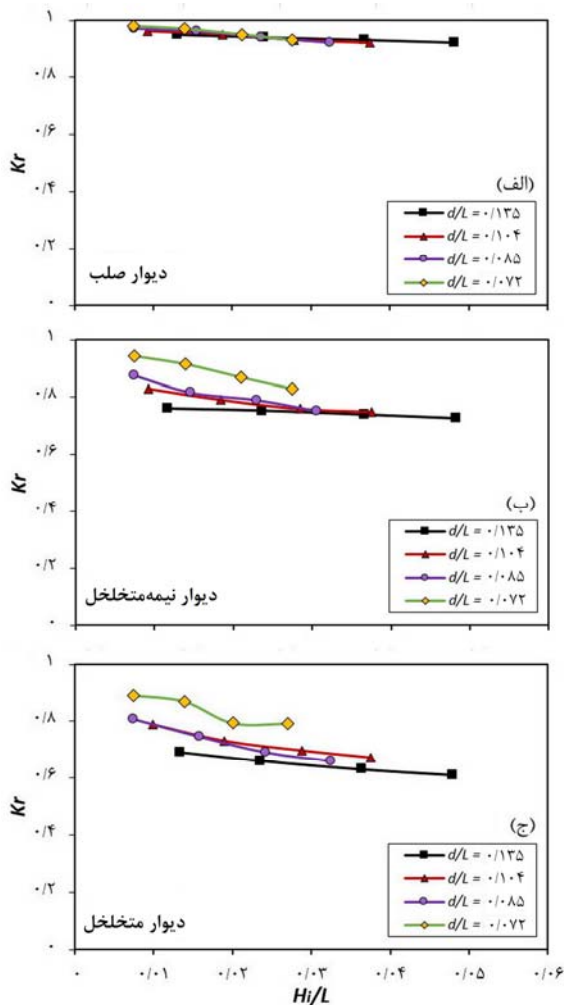 ۱
۰/۸
۰/۶
۰/۴
۰/۲
۰
Kr
(الف)
d/L = ۰/۱۳۵
d/L = ۰/۱۰۴
d/L = ۰/۰۸۵
d/L = ۰/۰۷۲
دیوار صلب
۱
۰/۸
۰/۶
۰/۴
۰/۲
۰
Kr
(ب)
d/L = ۰/۱۳۵
d/L = ۰/۱۰۴
d/L = ۰/۰۸۵
d/L = ۰/۰۷۲
دیوار نیمه‌متخلخل
۱
۰/۸
۰/۶
۰/۴
۰/۲
۰
Kr
(ج)
d/L = ۰/۱۳۵
d/L = ۰/۱۰۴
d/L = ۰/۰۸۵
d/L = ۰/۰۷۲
دیوار متخلخل
۰ ۰/۰۱ ۰/۰۲ ۰/۰۳ ۰/۰۴ ۰/۰۵ ۰/۰۶
Hi/L